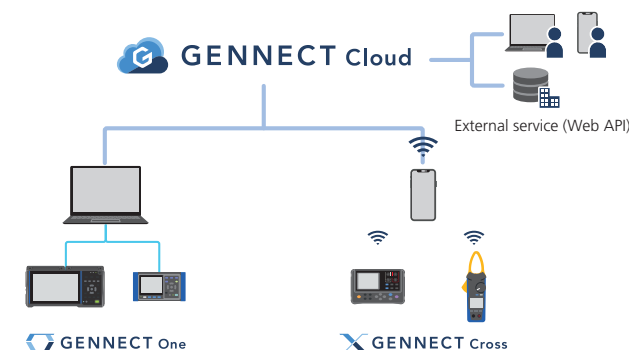 GENNECT Cloud
External service (Web API)
GENNECT One
GENNECT Cross